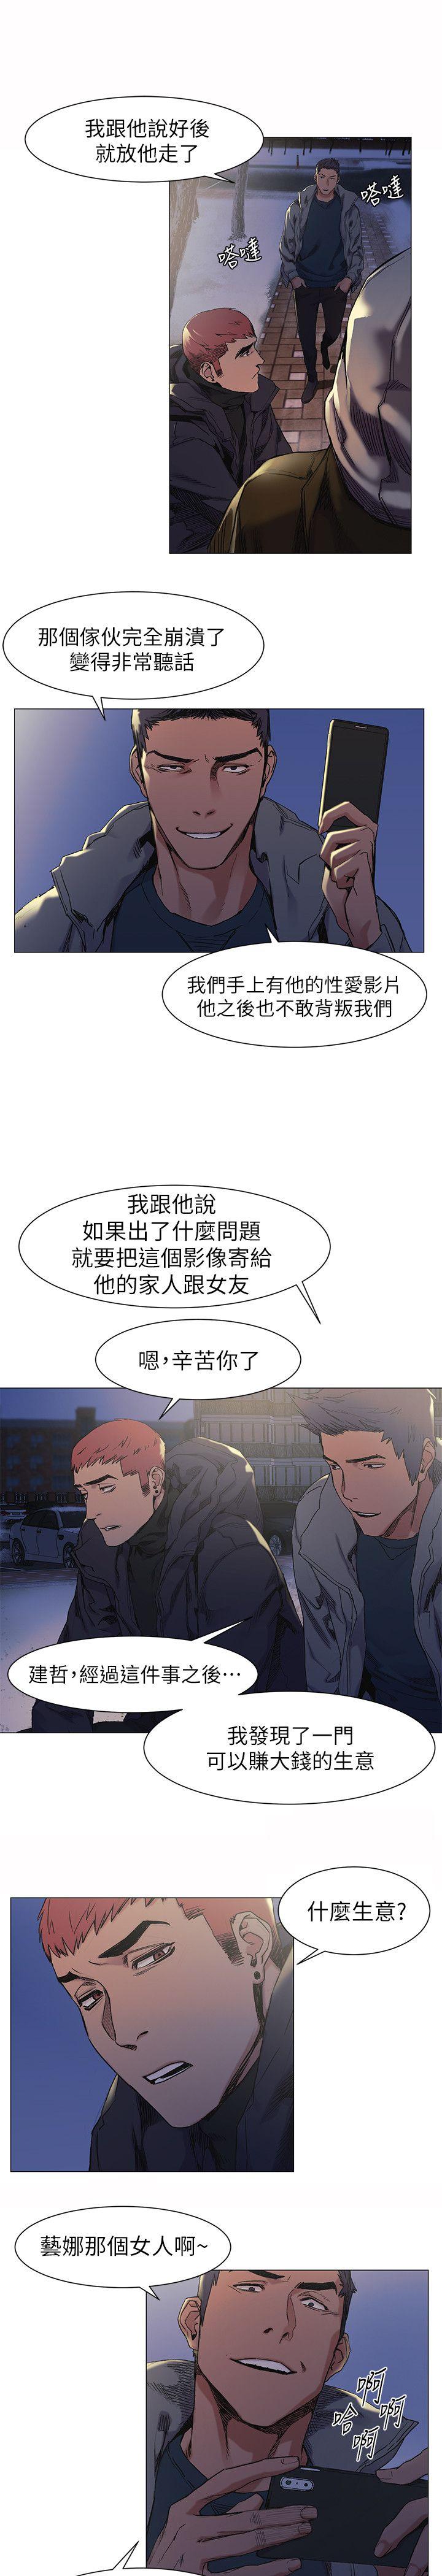 我跟他說好後
就放他走了
嗒噠
嗒噠
那個傢伙完全崩潰了
變得非常聽話
我們手上有他的性愛影片
他之後也不敢背叛我們
我跟他說
如果出了什麼問題
就要把這個影像寄給
他的家人跟女友
嗯,辛苦你了
建哲,經過這件事之後⋯
我發現了一門
可以賺大錢的生意
什麼生意?
藝娜那個女人啊~
啊
啊
哈
啊